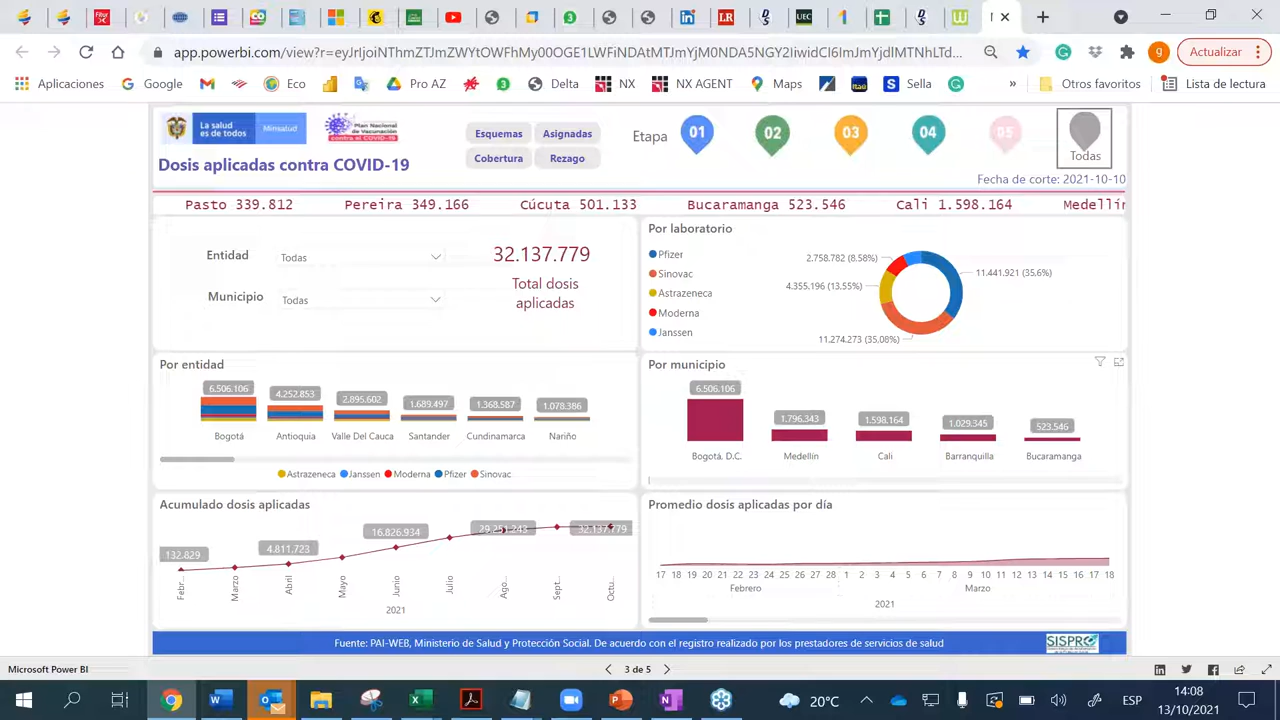 Actualizar
app.powerbi.com/view?r=eyJrIjoiNThmZTJmZWYtOWFhMy00OGE1LWFiNDAtMTJmYjM0NDA5NGY2IiwidCI6ImJmYjdlMTNhLTd...
Aplicaciones Google Eco ProyAZ Delta NX NX AGENT Maps Sella » Otros favoritos Lista de lectura
La salud es de todos Minsalud
Plan Nacional de Vacunación contra el COVID-19
Esquemas Asignadas
Cobertura Rezago
Etapa 01 02 03 04 05 Todas
Dosis aplicadas contra COVID-19
Fecha de corte: 2021-10-10
Pasto 339.812 Pereira 349.166 Cúcuta 501.133 Bucaramanga 523.546 Cali 1.598.164 Medellín
Entidad Todas
Municipio Todas
32.137.779
Total dosis aplicadas
Por laboratorio
Pfizer
Sinovac
Astrazeneca
Moderna
Janssen
2.758.782 (8.58%)
11.441.921 (35.6%)
4.355.196 (13.55%)
11.274.273 (35.08%)
Por entidad
6.506.106 4.252.853 2.895.602 1.689.497 1.368.587 1.078.386
Bogotá Antioquia Valle Del Cauca Santander Cundinamarca Nariño
Astrazeneca Janssen Moderna Pfizer Sinovac
Por municipio
6.506.106 1.796.343 1.598.164 1.029.345 523.546
Bogotá, D.C. Medellín Cali Barranquilla Bucaramanga
Acumulado dosis aplicadas
132.829 4.811.723 16.826.934 32.137.779
Febr... Marzo Abril Mayo Junio Julio Ago... Sept... Octu...
2021
Promedio dosis aplicadas por día
17 18 19 20 21 22 23 24 25 26 27 28 1 2 3 4 5 6 7 8 9 10 11 12 13 14 15 16 17 18
Febrero Marzo
2021
Fuente: PAI-WEB, Ministerio de Salud y Protección Social. De acuerdo con el registro realizado por los prestadores de servicios de salud
SISPRO
Microsoft Power BI
3 de 5
20°C
ESP
14:08
13/10/2021